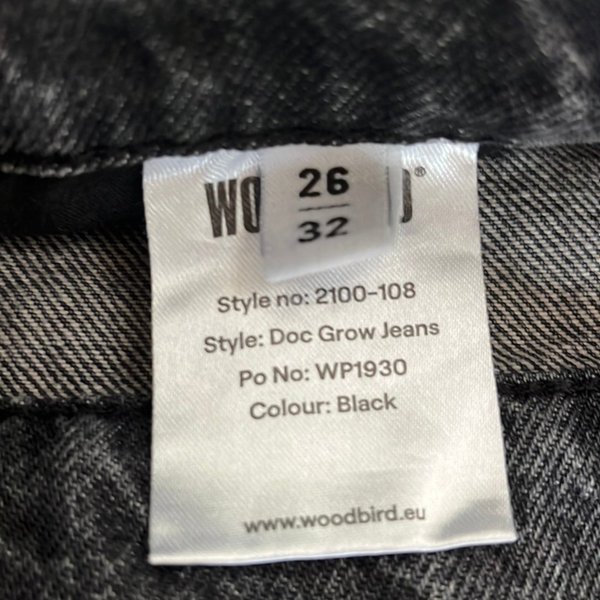 26
32
Style no: 2100-108
Style: Doc Grow Jeans
Po No: WP1930
Colour: Black
www.woodbird.eu